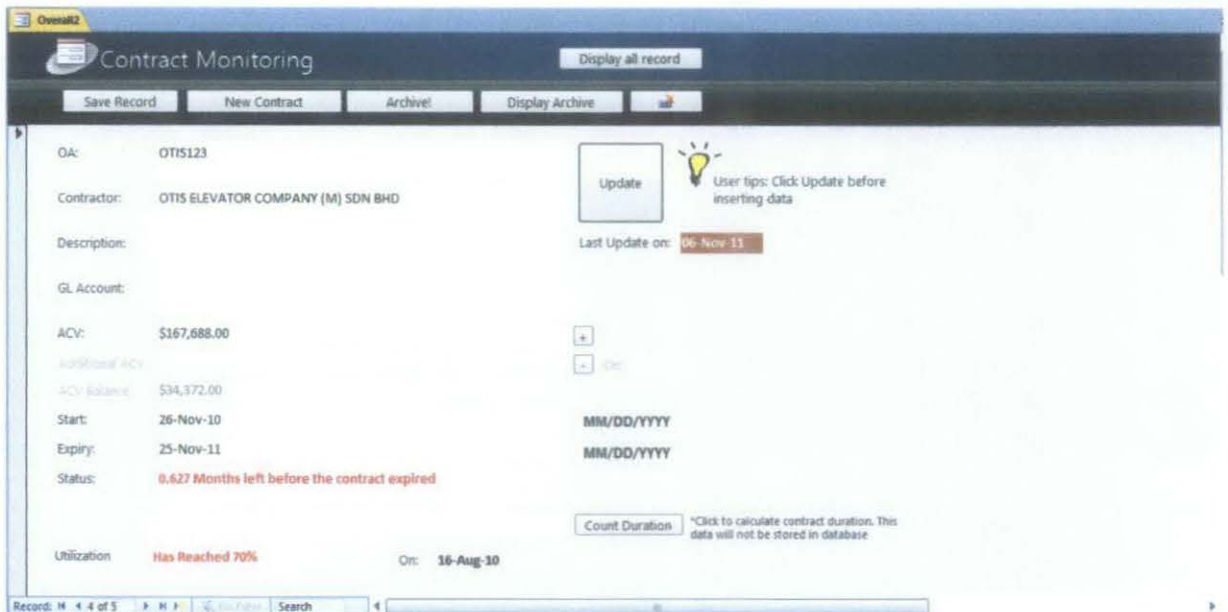 Overall2
Contract Monitoring
Display all record
Save Record New Contract Archive! Display Archive
OA: OTIS123
Update
User tips: Click Update before
inserting data
Contractor: OTIS ELEVATOR COMPANY (M) SDN BHD
Description:
Last Update on: 06-Nov-11
GL Account:
ACV: $167,688.00 +
Additional ACV - On:
ACV Balance $34,372.00
Start: 26-Nov-10 MM/DD/YYYY
Expiry: 25-Nov-11 MM/DD/YYYY
Status: 0.627 Months left before the contract expired
Count Duration *Click to calculate contract duration. This
data will not be stored in database
Utilization Has Reached 70% On: 16-Aug-10
Record: 4 of 5 No Filter Search